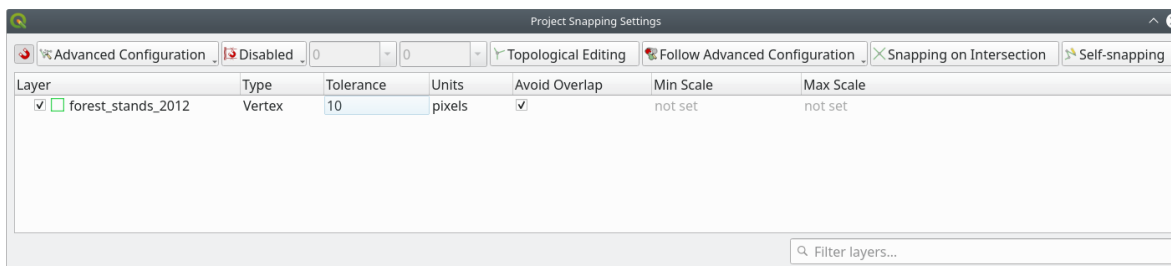 Project Snapping Settings
Advanced Configuration Disabled 0 0 Topological Editing Follow Advanced Configuration Snapping on Intersection Self-snapping
Layer Type Tolerance Units Avoid Overlap Min Scale Max Scale
forest_stands_2012 Vertex 10 pixels not set not set
Filter layers...